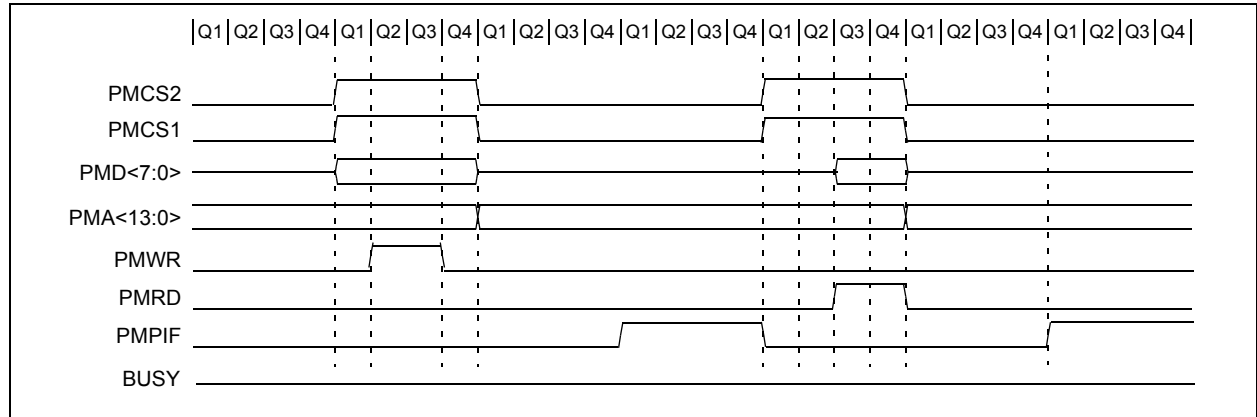 Q1 Q2 Q3 Q4 Q1 Q2 Q3 Q4 Q1 Q2 Q3 Q4 Q1 Q2 Q3 Q4 Q1 Q2 Q3 Q4 Q1 Q2 Q3 Q4 Q1 Q2 Q3 Q4
PMCS2
PMCS1
PMD<7:0>
PMA<13:0>
PMWR
PMRD
PMPIF
BUSY